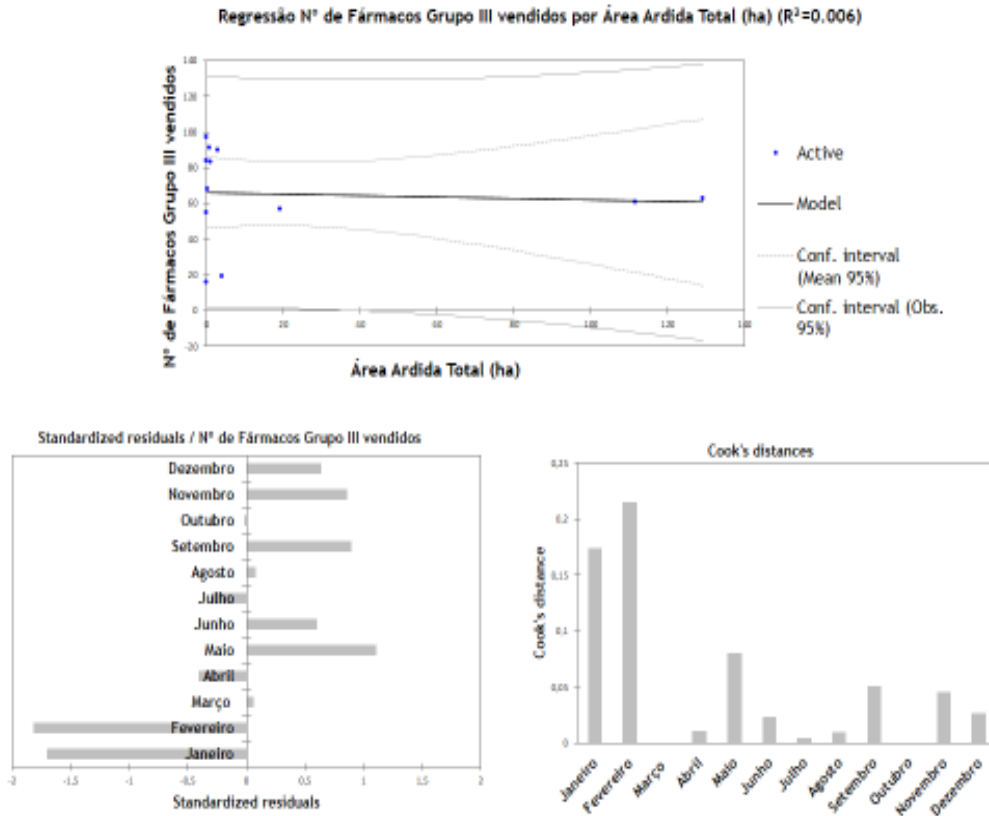 Regressão Nº de Fármacos Grupo III vendidos por Área Ardida Total (ha) (R²=0.006)
Nº de Fármacos Grupo III vendidos
140
120
100
80
60
40
20
0
-20
0
20
40
60
80
100
120
140
Área Ardida Total (ha)
Active
Model
Conf. interval
(Mean 95%)
Conf. interval (Obs.
95%)
Standardized residuals / Nº de Fármacos Grupo III vendidos
Dezembro
Novembro
Outubro
Setembro
Agosto
Julho
Junho
Maio
Abril
Março
Fevereiro
Janeiro
-1
-0.5
0
0.5
1
1.5
2
Standardized residuals
Cook's distances
Cook's distance
0,25
0,2
0,15
0,1
0,05
0
Janeiro
Fevereiro
Março
Abril
Maio
Junho
Julho
Agosto
Setembro
Outubro
Novembro
Dezembro